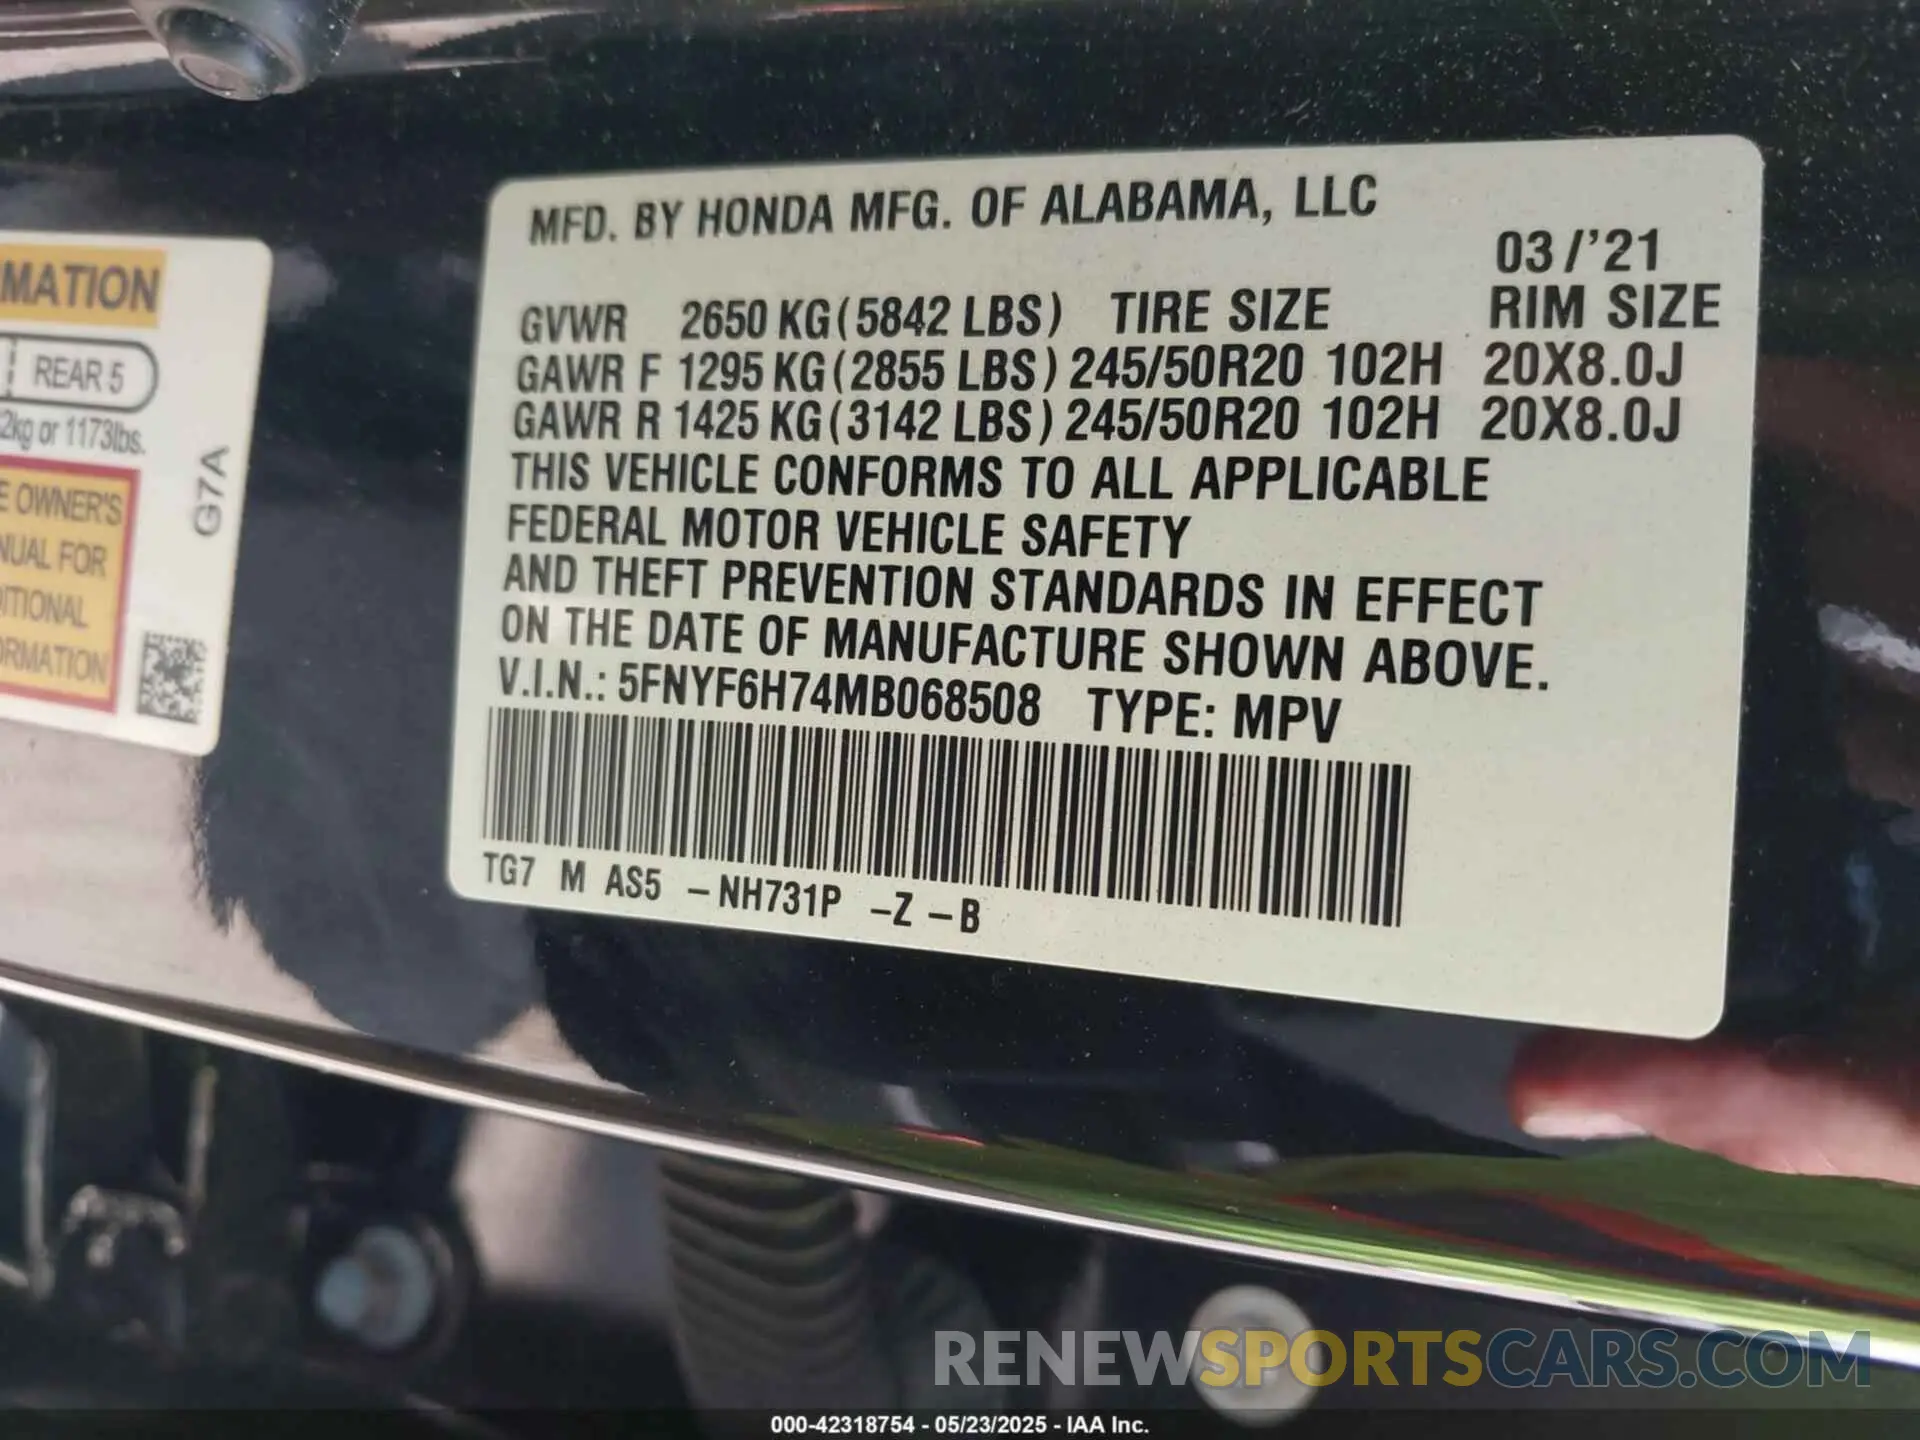 MFD. BY HONDA MFG. OF ALABAMA, LLC
03/'21
GVWR 2650 KG (5842 LBS) TIRE SIZE RIM SIZE
GAWR F 1295 KG (2855 LBS) 245/50R20 102H 20X8.0J
GAWR R 1425 KG (3142 LBS) 245/50R20 102H 20X8.0J
THIS VEHICLE CONFORMS TO ALL APPLICABLE
FEDERAL MOTOR VEHICLE SAFETY
AND THEFT PREVENTION STANDARDS IN EFFECT
ON THE DATE OF MANUFACTURE SHOWN ABOVE.
V.I.N.: 5FNYF6H74MB068508 TYPE: MPV
TG7 M AS5 -NH731P -Z -B
MATION
REAR 5
2kg or 1173lbs.
E OWNER'S
NUAL FOR
ITIONAL
ORMATION
G7A
RENEWSPORTSCARS.COM
000-42318754 - 05/23/2025 - IAA Inc.